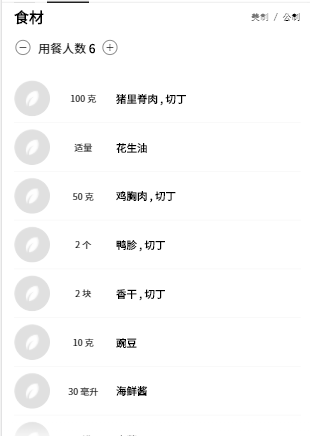 食材
美制 / 公制
用餐人数 6
100 克 猪里脊肉 , 切丁
适量 花生油
50 克 鸡胸肉 , 切丁
2 个 鸭胗 , 切丁
2 块 香干 , 切丁
10 克 豌豆
30 毫升 海鲜酱